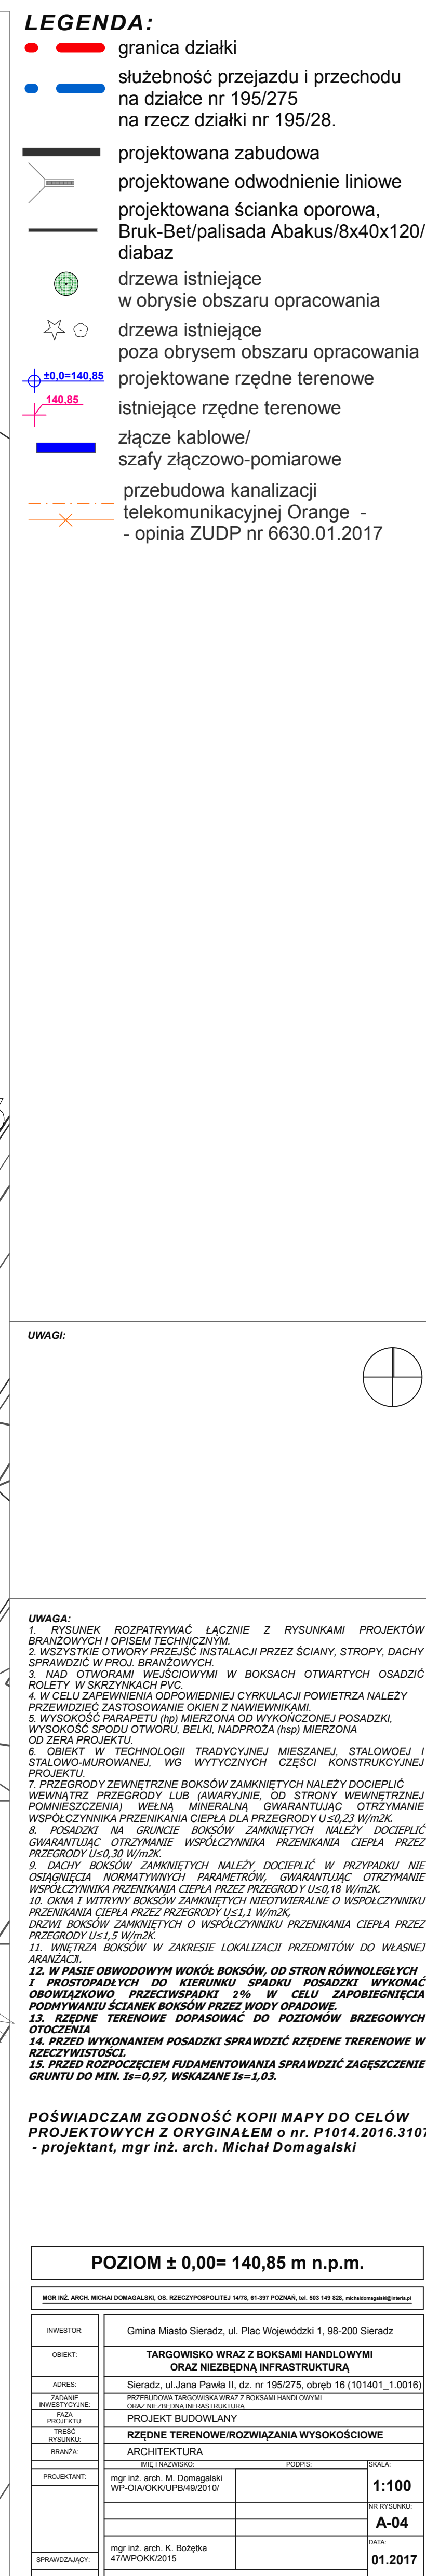 LEGENDA:
granica działki
służebność przejazdu i przechodu
na działce nr 195/275
na rzecz działki nr 195/28.
projektowana zabudowa
projektowane odwodnienie liniowe
projektowana ścianka oporowa,
Bruk-Bet/palisada Abakus/8x40x120/
diabaz
drzewa istniejące
w obrysie obszaru opracowania
drzewa istniejące
poza obrysem obszaru opracowania
±0,0=140,85 projektowane rzędne terenowe
140,85 istniejące rzędne terenowe
złącze kablowe/
szafy złączowo-pomiarowe
przebudowa kanalizacji
telekomunikacyjnej Orange -
- opinia ZUDP nr 6630.01.2017
UWAGI:
UWAGA:
1. RYSUNEK ROZPATRYWAĆ ŁĄCZNIE Z RYSUNKAMI PROJEKTÓW
BRANŻOWYCH I OPISEM TECHNICZNYM.
2. WSZYSTKIE OTWORY PRZEJŚĆ INSTALACJI PRZEZ ŚCIANY, STROPY, DACHY
SPRAWDZIĆ W PROJ. BRANŻOWYCH.
3. NAD OTWORAMI WEJŚCIOWYMI W BOKSACH OTWARTYCH OSADZIĆ
ROLETY W SKRZYNKACH PVC.
4. W CELU ZAPEWNIENIA ODPOWIEDNIEJ CYRKULACJI POWIETRZA NALEŻY
PRZEWIDZIEĆ ZASTOSOWANIE OKIEN Z NAWIEWNIKAMI.
5. WYSOKOŚĆ PARAPETU (hp) MIERZONA OD WYKOŃCZONEJ POSADZKI,
WYSOKOŚĆ SPODU OTWORU, BELKI, NADPROŻA (hsp) MIERZONA
OD ZERA PROJEKTU.
6. OBIEKT W TECHNOLOGII TRADYCYJNEJ MIESZANEJ, STALOWOEJ I
STALOWO-MUROWANEJ, WG WYTYCZNYCH CZĘŚCI KONSTRUKCYJNEJ
PROJEKTU.
7. PRZEGRODY ZEWNĘTRZNE BOKSÓW ZAMKNIĘTYCH NALEŻY DOCIEPLIĆ
WEWNĄTRZ PRZEGRODY LUB (AWARYJNIE, OD STRONY WEWNĘTRZNEJ
POMNIESZCZENIA) WEŁNĄ MINERALNĄ GWARANTUJĄC OTRZYMANIE
WSPÓŁCZYNNIKA PRZENIKANIA CIEPŁA DLA PRZEGRODY U≤0,23 W/m2K.
8. POSADZKI NA GRUNCIE BOKSÓW ZAMKNIĘTYCH NALEŻY DOCIEPLIĆ
GWARANTUJĄC OTRZYMANIE WSPÓŁCZYNNIKA PRZENIKANIA CIEPŁA PRZEZ
PRZEGRODY U≤0,30 W/m2K.
9. DACHY BOKSÓW ZAMKNIĘTYCH NALEŻY DOCIEPLIĆ W PRZYPADKU NIE
OSIĄGNIĘCIA NORMATYWNYCH PARAMETRÓW, GWARANTUJĄC OTRZYMANIE
WSPÓŁCZYNNIKA PRZENIKANIA CIEPŁA PRZEZ PRZEGRODY U≤0,18 W/m2K.
10. OKNA I WITRYNY BOKSÓW ZAMKNIĘTYCH NIEOTWIERALNE O WSPÓŁCZYNNIKU
PRZENIKANIA CIEPŁA PRZEZ PRZEGRODY U≤1,1 W/m2K,
DRZWI BOKSÓW ZAMKNIĘTYCH O WSPÓŁCZYNNIKU PRZENIKANIA CIEPŁA PRZEZ
PRZEGRODY U≤1,5 W/m2K.
11. WNĘTRZA BOKSÓW W ZAKRESIE LOKALIZACJI PRZEDMITÓW DO WŁASNEJ
ARANŻACJI.
12. W PASIE OBWODOWYM WOKÓŁ BOKSÓW, OD STRON RÓWNOLEGŁYCH
I PROSTOPADŁYCH DO KIERUNKU SPADKU POSADZKI WYKONAĆ
OBOWIĄZKOWO PRZECIWSPADKI 2% W CELU ZAPOBIEGNIĘCIA
PODMYWANIU ŚCIANEK BOKSÓW PRZEZ WODY OPADOWE.
13. RZĘDNE TERENOWE DOPASOWAĆ DO POZIOMÓW BRZEGOWYCH
OTOCZENIA
14. PRZED WYKONANIEM POSADZKI SPRAWDZIĆ RZĘDENE TRERENOWE W
RZECZYWISTOŚCI.
15. PRZED ROZPOCZĘCIEM FUDAMENTOWANIA SPRAWDZIĆ ZAGĘSZCZENIE
GRUNTU DO MIN. Is=0,97, WSKAZANE Is=1,03.
POŚWIADCZAM ZGODNOŚĆ KOPII MAPY DO CELÓW
PROJEKTOWYCH Z ORYGINAŁEM o nr. P1014.2016.3107
- projektant, mgr inż. arch. Michał Domagalski
POZIOM ± 0,00= 140,85 m n.p.m.
MGR INŻ. ARCH. MICHAł DOMAGALSKI, OS. RZECZYPOSPOLITEJ 14/78, 61-397 POZNAŃ, tel. 503 149 828, michaldomagalski@interia.pl
INWESTOR: Gmina Miasto Sieradz, ul. Plac Wojewódzki 1, 98-200 Sieradz
OBIEKT: TARGOWISKO WRAZ Z BOKSAMI HANDLOWYMI
ORAZ NIEZBĘDNĄ INFRASTRUKTURĄ
ADRES: Sieradz, ul.Jana Pawła II, dz. nr 195/275, obręb 16 (101401_1.0016)
ZADANIE
INWESTYCYJNE:
PRZEBUDOWA TARGOWISKA WRAZ Z BOKSAMI HANDLOWYMI
ORAZ NIEZBĘDNĄ INFRASTRUKTURĄ
FAZA
PROJEKTU:
PROJEKT BUDOWLANY
TREŚĆ
RYSUNKU:
RZĘDNE TERENOWE/ROZWIĄZANIA WYSOKOŚCIOWE
BRANŻA: ARCHITEKTURA
IMIĘ I NAZWISKO: PODPIS: SKALA:
PROJEKTANT: mgr inż. arch. M. Domagalski
WP-OIA/OKK/UPB/49/2010/
1:100
NR RYSUNKU:
A-04
DATA:
mgr inż. arch. K. Bożętka
SPRAWDZAJĄCY: 47/WPOKK/2015
01.2017